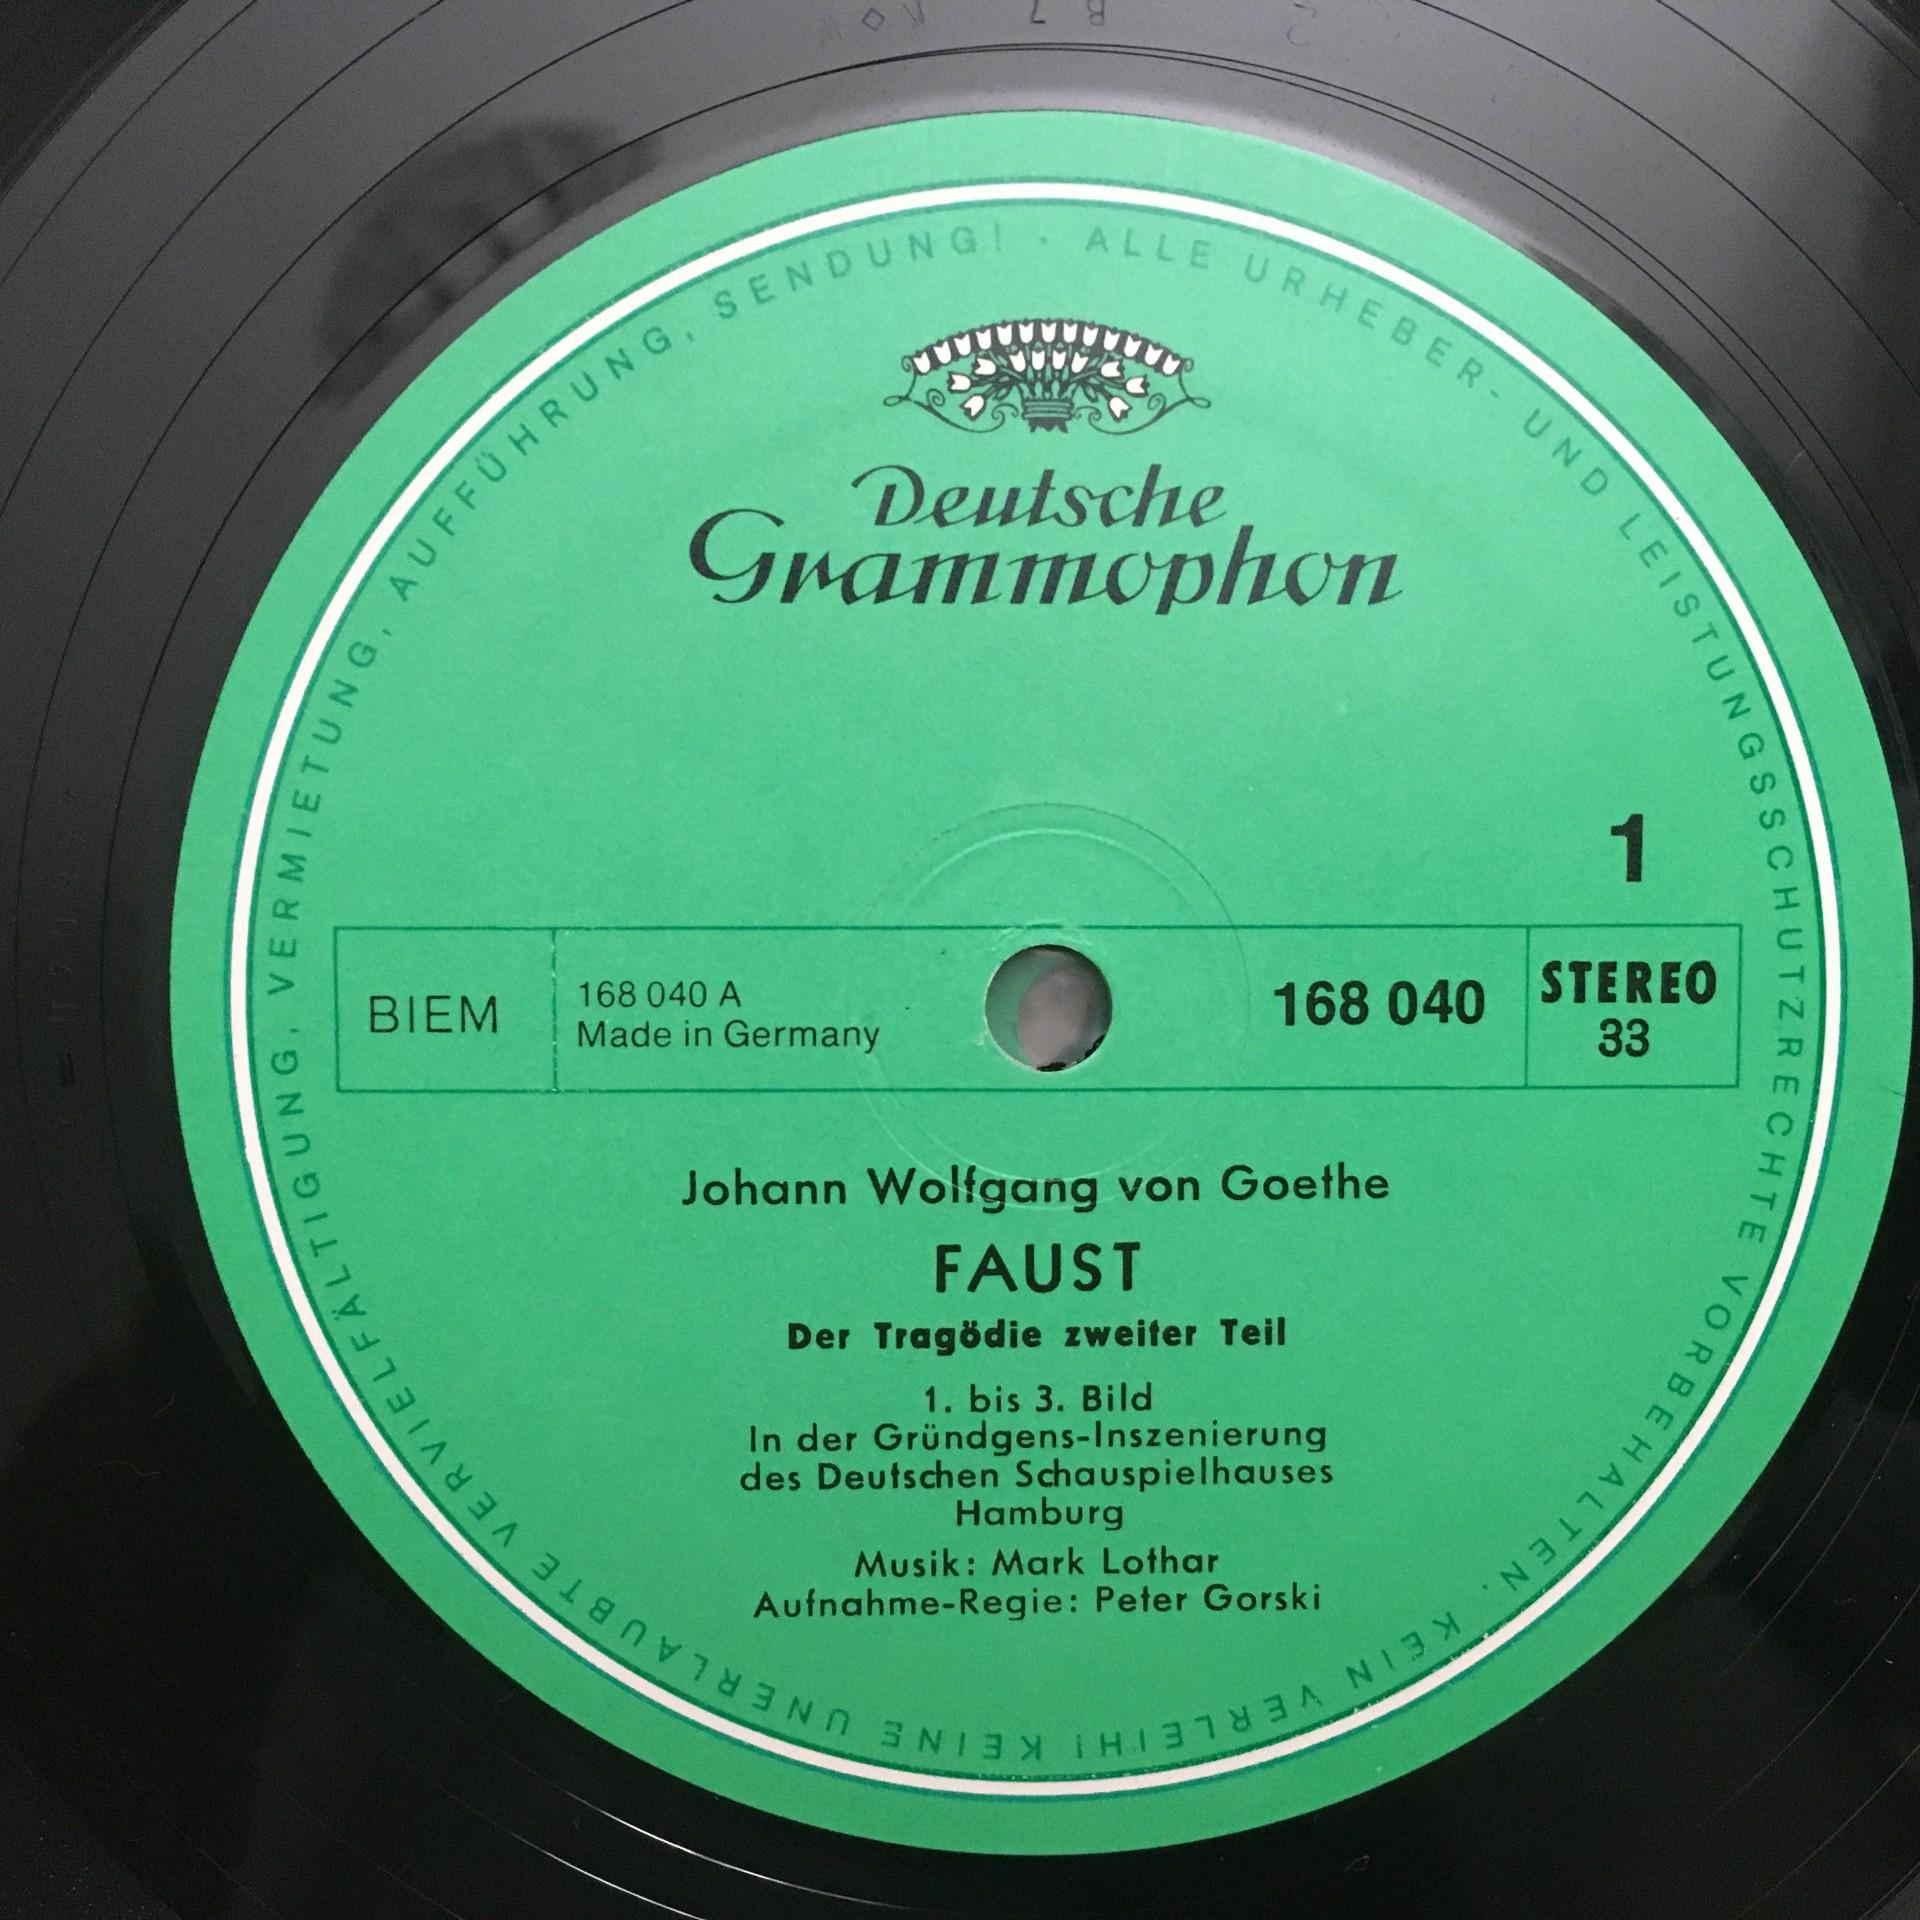 Deutsche
Grammophon
1
BIEM
168 040 A
Made in Germany
168 040
STEREO
33
Johann Wolfgang von Goethe
FAUST
Der Tragödie zweiter Teil
1. bis 3. Bild
In der Gründgens-Inszenierung
des Deutschen Schauspielhauses
Hamburg
Musik: Mark Lothar
Aufnahme-Regie: Peter Gorski
ALLE URHEBER- UND LEISTUNGSSCHUTZRECHTE VORBEHALTEN. KEIN VERLEIH! KEINE UNERLAUBTE VERVIELFÄLTIGUNG, VERMIETUNG, AUFFÜHRUNG, SENDUNG! ·